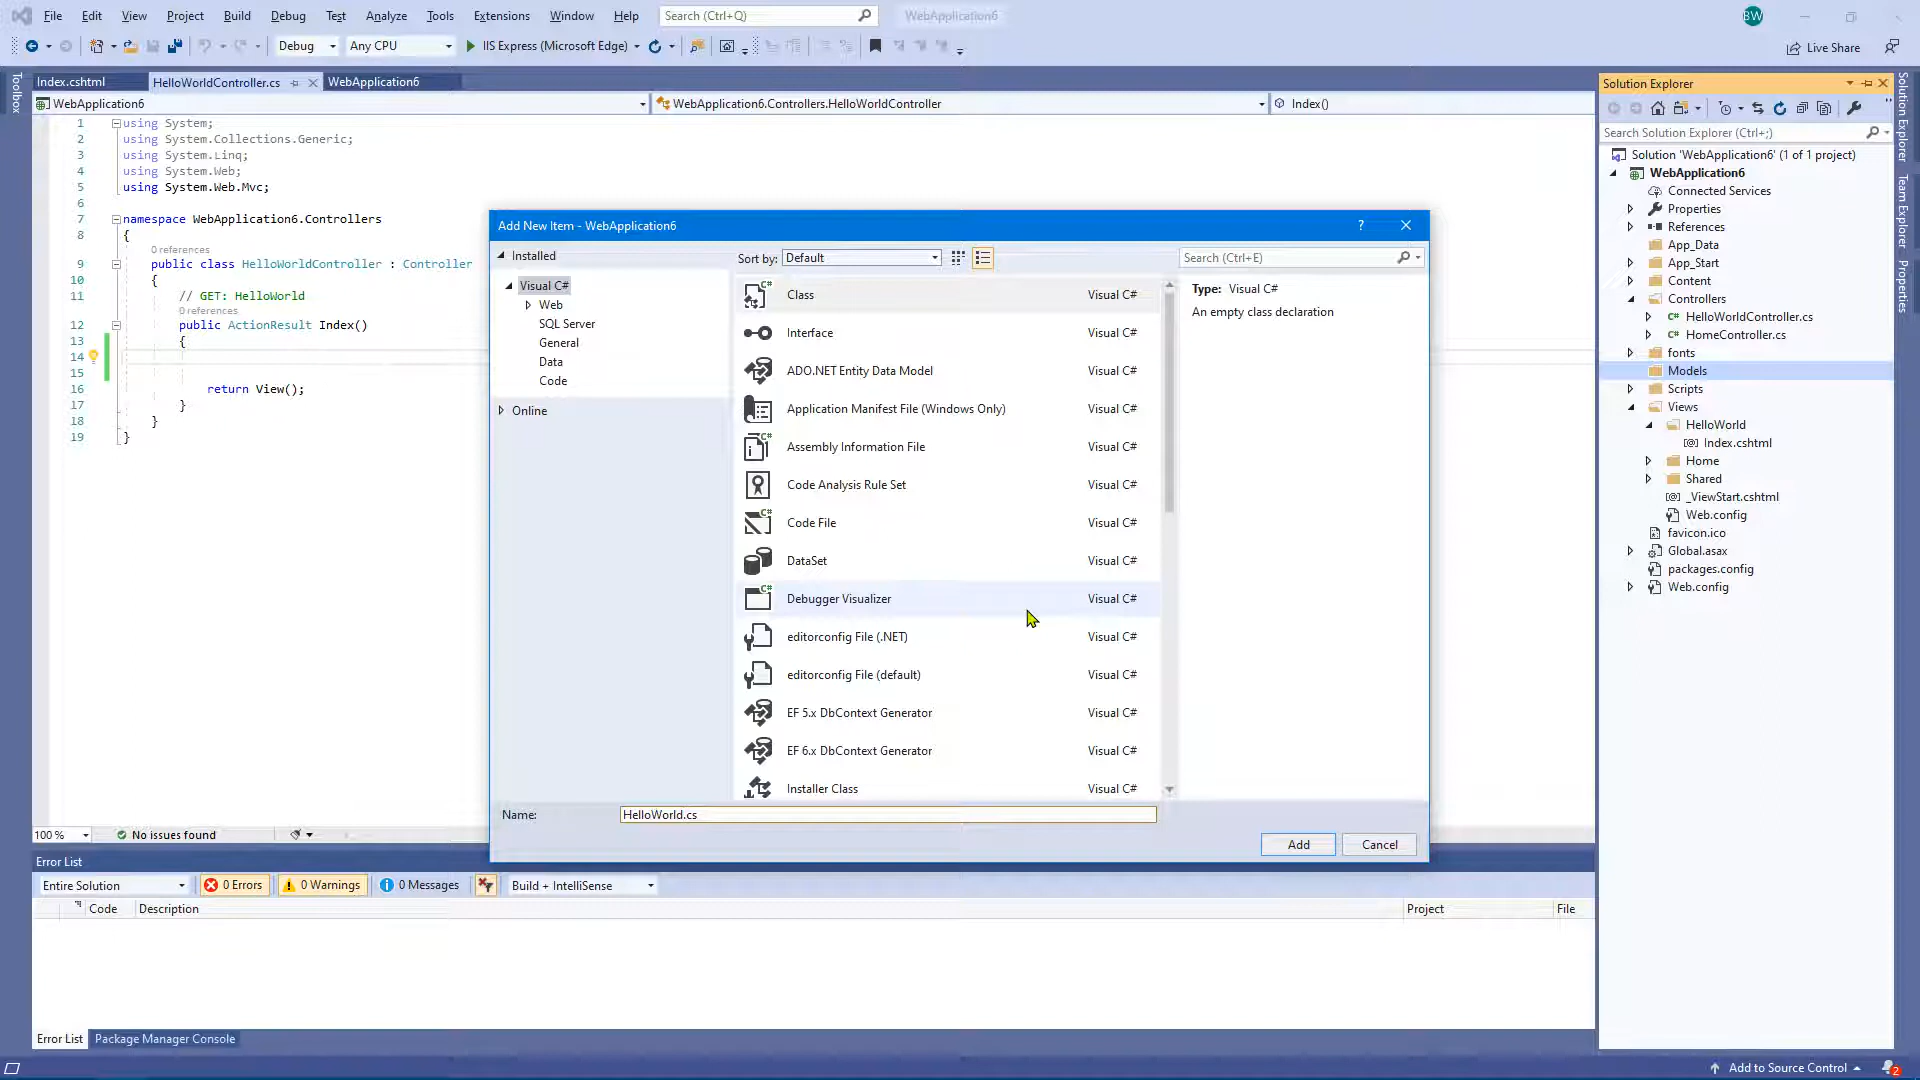 File Edit View Project Build Debug Test Analyze Tools Extensions Window Help Search (Ctrl+Q) WebApplication6 BW
Debug Any CPU IIS Express (Microsoft Edge) Live Share
Toolbox
Index.cshtml HelloWorldController.cs WebApplication6
WebApplication6 WebApplication6.Controllers.HelloWorldController Index()
1 using System;
2 using System.Collections.Generic;
3 using System.Linq;
4 using System.Web;
5 using System.Web.Mvc;
6
7 namespace WebApplication6.Controllers
8 {
0 references
9 public class HelloWorldController : Controller
10 {
11 // GET: HelloWorld
0 references
12 public ActionResult Index()
13 {
14
15
16 return View();
17 }
18 }
19 }
100 % No issues found
Add New Item - WebApplication6 ?
Installed
Visual C#
Web
SQL Server
General
Data
Code
Online
Sort by: Default
Search (Ctrl+E)
Class Visual C#
Interface Visual C#
ADO.NET Entity Data Model Visual C#
Application Manifest File (Windows Only) Visual C#
Assembly Information File Visual C#
Code Analysis Rule Set Visual C#
Code File Visual C#
DataSet Visual C#
Debugger Visualizer Visual C#
editorconfig File (.NET) Visual C#
editorconfig File (default) Visual C#
EF 5.x DbContext Generator Visual C#
EF 6.x DbContext Generator Visual C#
Installer Class Visual C#
Type: Visual C#
An empty class declaration
Name: HelloWorld.cs
Add Cancel
Solution Explorer
Search Solution Explorer (Ctrl+;)
Solution 'WebApplication6' (1 of 1 project)
WebApplication6
Connected Services
Properties
References
App_Data
App_Start
Content
Controllers
C# HelloWorldController.cs
C# HomeController.cs
fonts
Models
Scripts
Views
HelloWorld
Index.cshtml
Home
Shared
_ViewStart.cshtml
Web.config
favicon.ico
Global.asax
packages.config
Web.config
Solution Explorer
Team Explorer
Properties
Error List
Entire Solution 0 Errors 0 Warnings 0 Messages Build + IntelliSense
Code Description Project File
Error List Package Manager Console
Add to Source Control 2